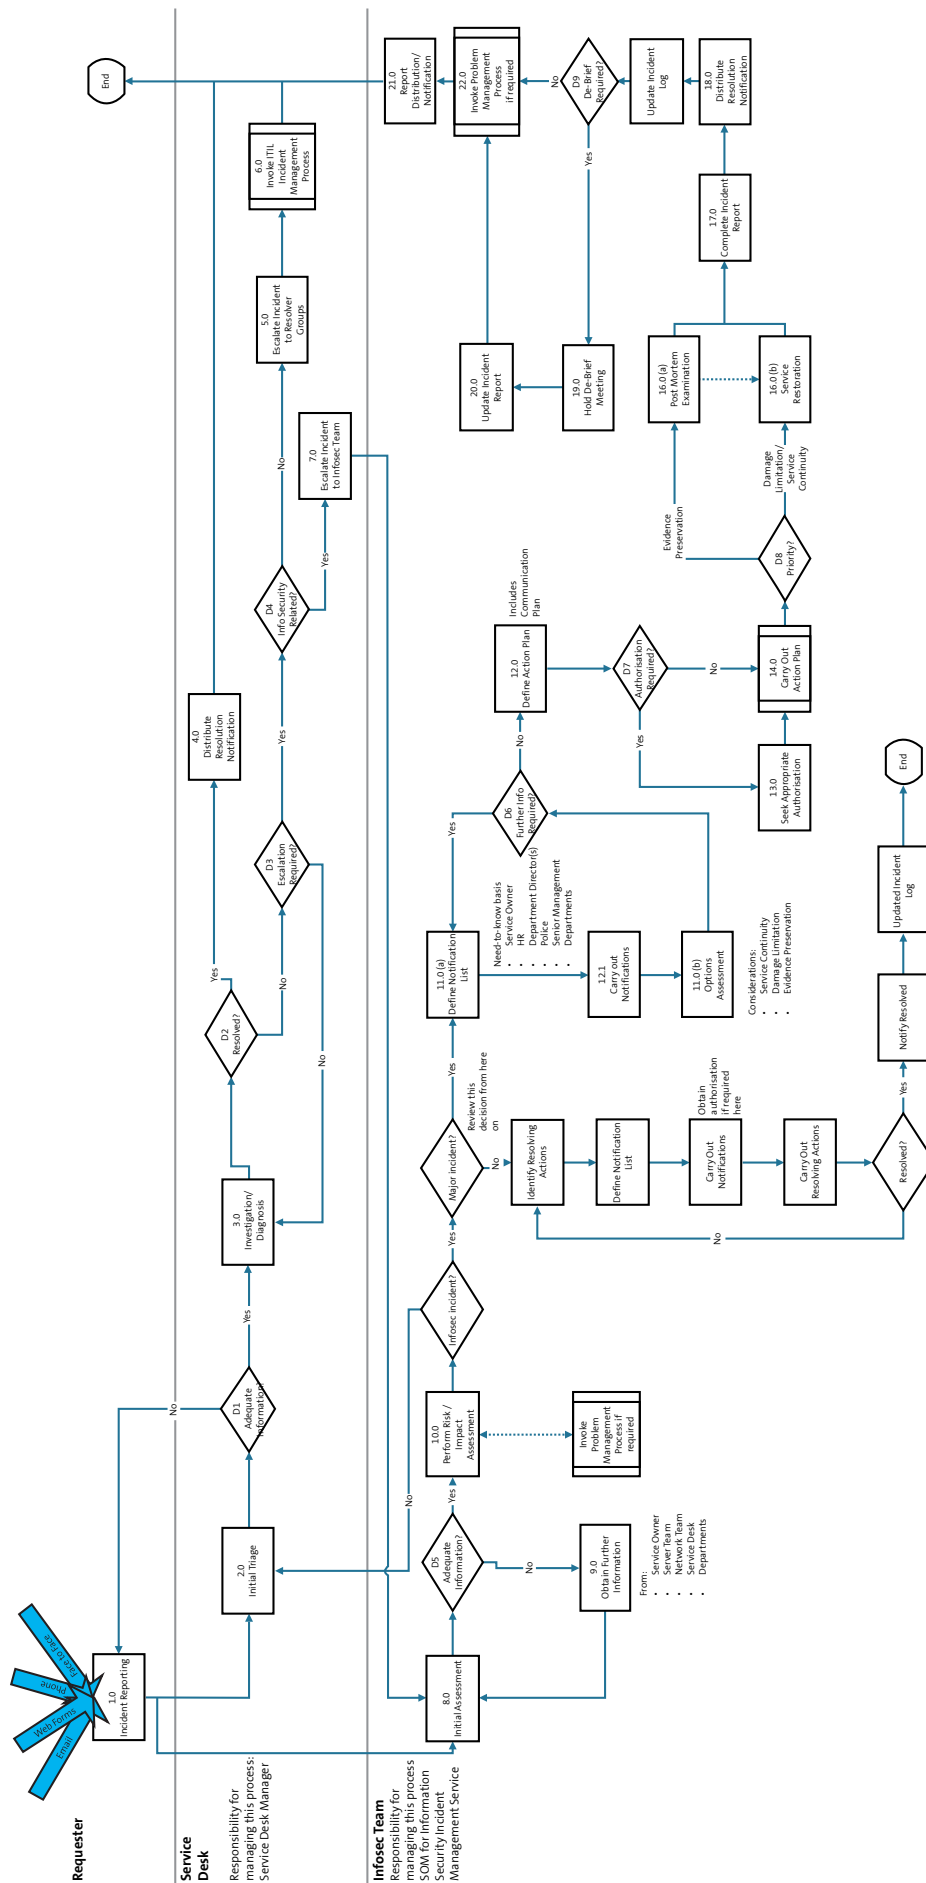 Requester
Email
Web Forms
Phone
Face to Face
1.0
Incident Reporting
No
End
Service
Desk
Responsibility for
managing this process:
Service Desk Manager
2.0
Initial Triage
D1
Adequate
Information?
Yes
3.0
Investigation/
Diagnosis
D2
Resolved?
Yes
No
4.0
Distribute
Resolution
Notification
D3
Escalation
Required?
No
Yes
D4
Info Security
Related?
No
Yes
5.0
Escalate Incident
to Resolver
Groups
6.0
Invoke ITIL
Incident
Management
Process
7.0
Escalate Incident
to Infosec Team
Infosec Team
Responsibility for
managing this process
SOM for Information
Security Incident
Management Service
8.0
Initial Assessment
D5
Adequate
Information?
Yes
No
9.0
Obtain Further
Information
From:
• Service Owner
• Server Team
• Network Team
• Service Desk
• Departments
10.0
Perform Risk /
Impact
Assessment
Invoke
Problem
Management
Process if
required
Infosec incident?
No
Yes
Major incident?
Review this
decision from here
on
Yes
No
Identify Resolving
Actions
Define Notification
List
Carry Out
Notifications
Obtain
authorisation
if required
here
Carry Out
Resolving Actions
Resolved?
No
Yes
Notify Resolved
Updated Incident
Log
End
11.0 (a)
Define Notification
List
Need-to-know basis
• Service Owner
• HR
• Department Director(s)
• Police
• Senior Management
• Departments
12.1
Carry out
Notifications
11.0 (b)
Options
Assessment
Considerations:
• Service Continuity
• Damage Limitation
• Evidence Preservation
D6
Further Info
Required?
Yes
No
12.0
Define Action Plan
Includes
Communication
Plan
D7
Authorisation
Required?
Yes
No
13.0
Seek Appropriate
Authorisation
14.0
Carry Out
Action Plan
D8
Priority?
Evidence
Preservation
Damage
Limitation/
Service
Continuity
16.0 (a)
Post Mortem
Examination
16.0 (b)
Service
Restoration
17.0
Complete Incident
Report
18.0
Distribute
Resolution
Notification
Update Incident
Log
D9
De-Brief
Required?
Yes
No
19.0
Hold De-Brief
Meeting
20.0
Update Incident
Report
22.0
Invoke Problem
Management
Process
if required
21.0
Report
Distribution/
Notification